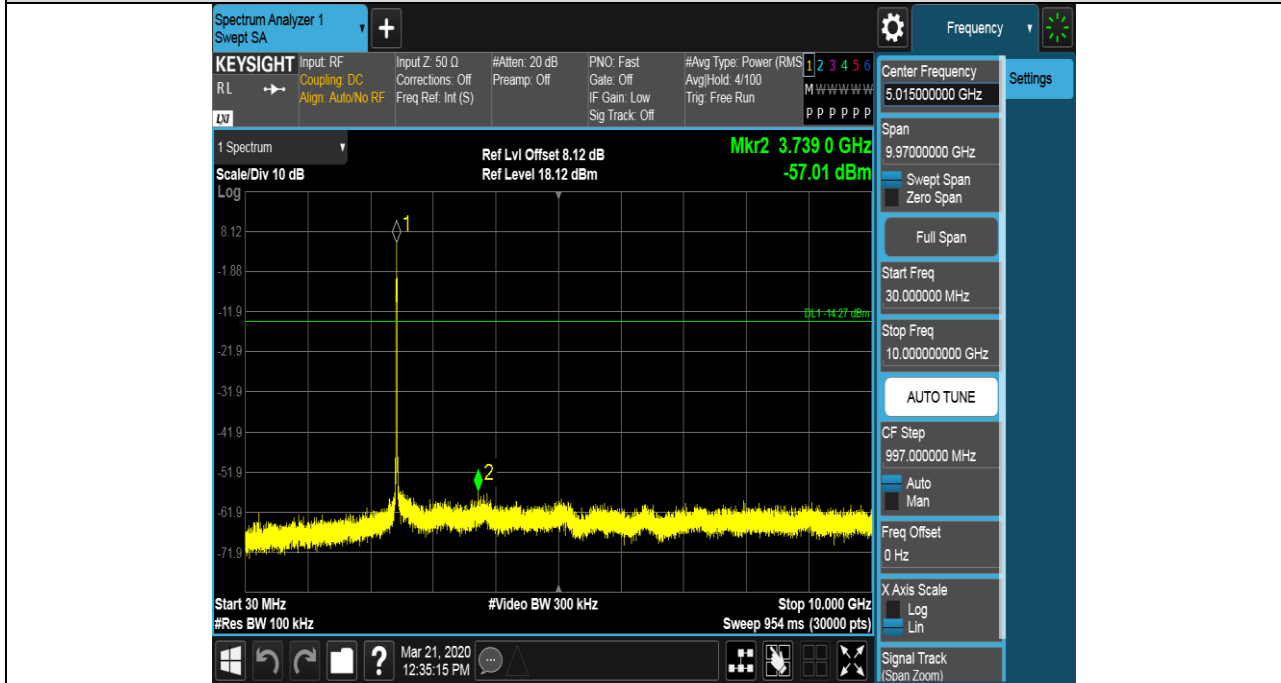 Spectrum Analyzer 1
Swept SA
Frequency
KEYSIGHT
RL
LXI
Input: RF
Coupling: DC
Align: Auto/No RF
Input Z: 50 Ω
Corrections: Off
Freq Ref: Int (S)
#Atten: 20 dB
Preamp: Off
PNO: Fast
Gate: Off
IF Gain: Low
Sig Track: Off
#Avg Type: Power (RMS
Avg|Hold: 4/100
Trig: Free Run
1 2 3 4 5 6
M W W W W W
P P P P P P
1 Spectrum
Scale/Div 10 dB
Log
Ref Lvl Offset 8.12 dB
Ref Level 18.12 dBm
Mkr2 3.739 0 GHz
-57.01 dBm
8.12
-1.88
-11.9
-21.9
-31.9
-41.9
-51.9
-61.9
-71.9
1
2
DL1 -14.27 dBm
Start 30 MHz
#Res BW 100 kHz
#Video BW 300 kHz
Stop 10.000 GHz
Sweep 954 ms (30000 pts)
Mar 21, 2020
12:35:15 PM
Center Frequency
5.015000000 GHz
Span
9.97000000 GHz
Swept Span
Zero Span
Full Span
Start Freq
30.000000 MHz
Stop Freq
10.000000000 GHz
AUTO TUNE
CF Step
997.000000 MHz
Auto
Man
Freq Offset
0 Hz
X Axis Scale
Log
Lin
Signal Track
(Span Zoom)
Settings